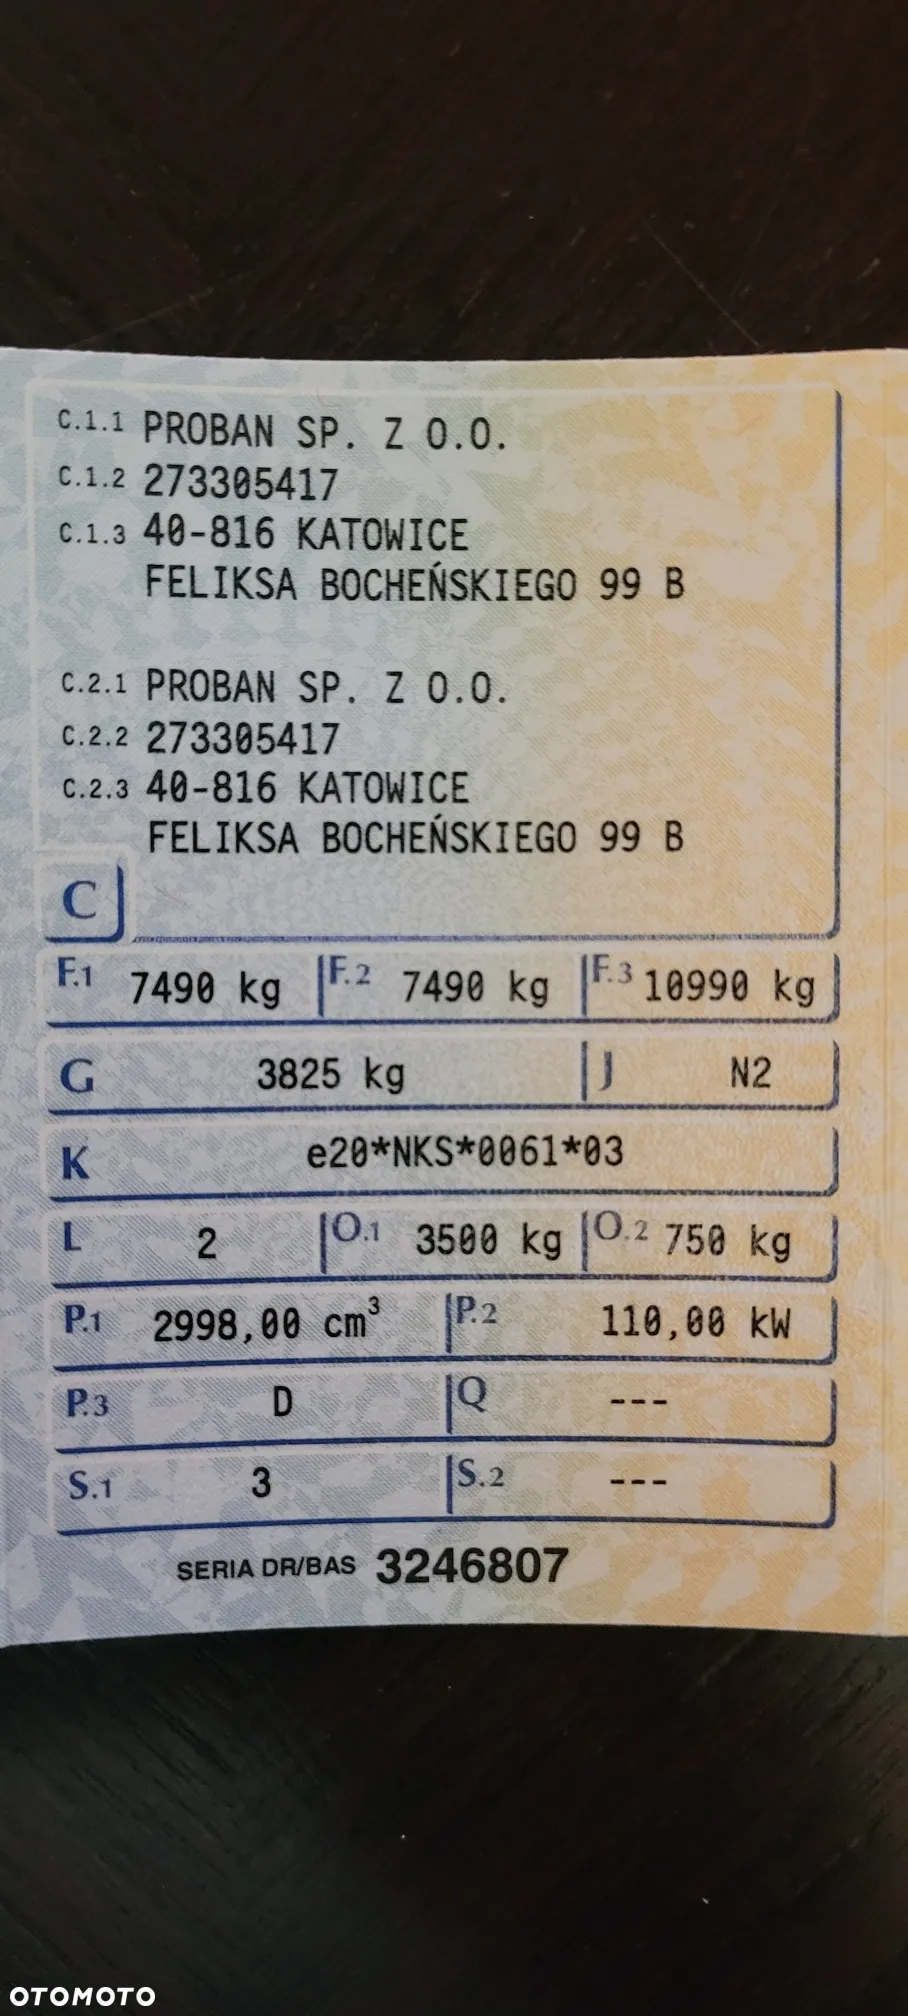 C.1.1 PROBAN SP. Z O.O.
C.1.2 273305417
C.1.3 40-816 KATOWICE
FELIKSA BOCHEŃSKIEGO 99 B
C.2.1 PROBAN SP. Z O.O.
C.2.2 273305417
C.2.3 40-816 KATOWICE
FELIKSA BOCHEŃSKIEGO 99 B
C
F.1 7490 kg F.2 7490 kg F.3 10990 kg
G 3825 kg J N2
K e20*NKS*0061*03
L 2 O.1 3500 kg O.2 750 kg
P.1 2998,00 cm³ P.2 110,00 kW
P.3 D Q ---
S.1 3 S.2 ---
SERIA DR/BAS 3246807
OTOMOTO